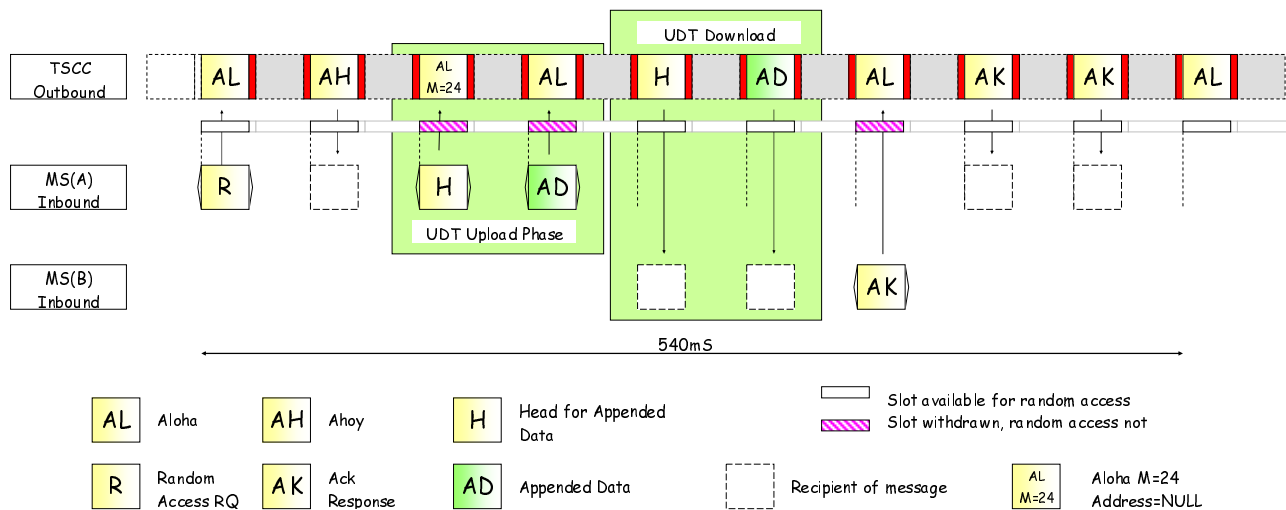 UDT Download
TSCC
Outbound
AL
AH
AL
M=24
AL
H
AD
AL
AK
AK
AL
MS(A)
Inbound
R
H
AD
UDT Upload Phase
MS(B)
Inbound
AK
540mS
AL
Aloha
AH
Ahoy
H
Head for Appended
Data
Slot available for random access
Slot withdrawn, random access not
R
Random
Access RQ
AK
Ack
Response
AD
Appended Data
Recipient of message
AL
M=24
Aloha M=24
Address=NULL